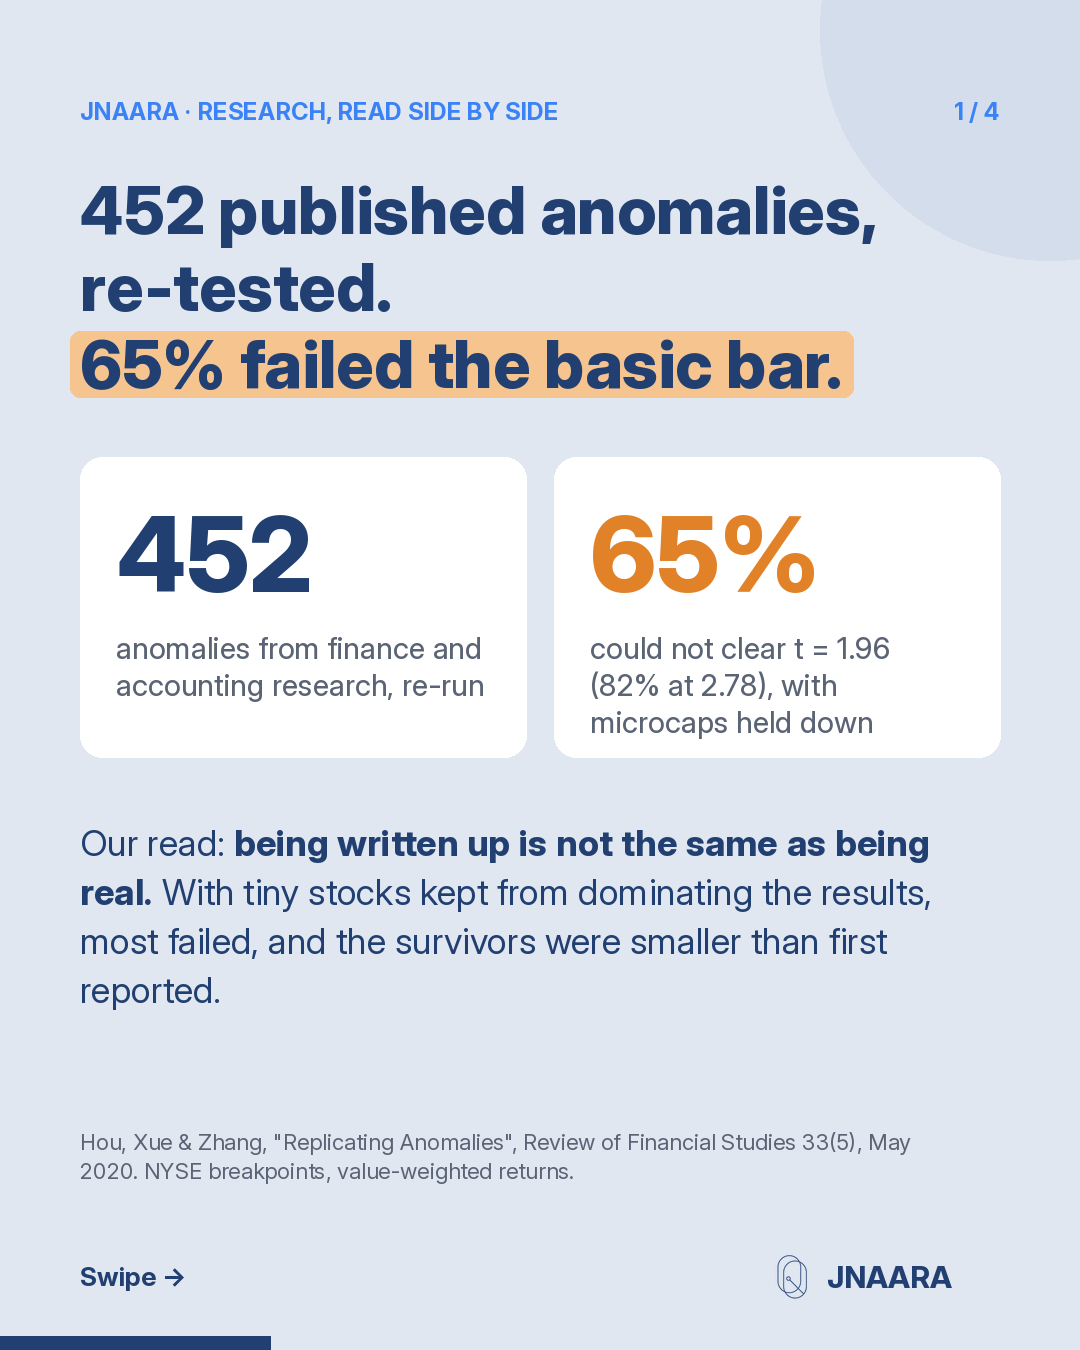 JNAARA · RESEARCH, READ SIDE BY SIDE
1 / 4
452 published anomalies,
re-tested.
65% failed the basic bar.
452
anomalies from finance and
accounting research, re-run
65%
could not clear t = 1.96
(82% at 2.78), with
microcaps held down
Our read: being written up is not the same as being
real. With tiny stocks kept from dominating the results,
most failed, and the survivors were smaller than first
reported.
Hou, Xue & Zhang, "Replicating Anomalies", Review of Financial Studies 33(5), May
2020. NYSE breakpoints, value-weighted returns.
Swipe →
JNAARA